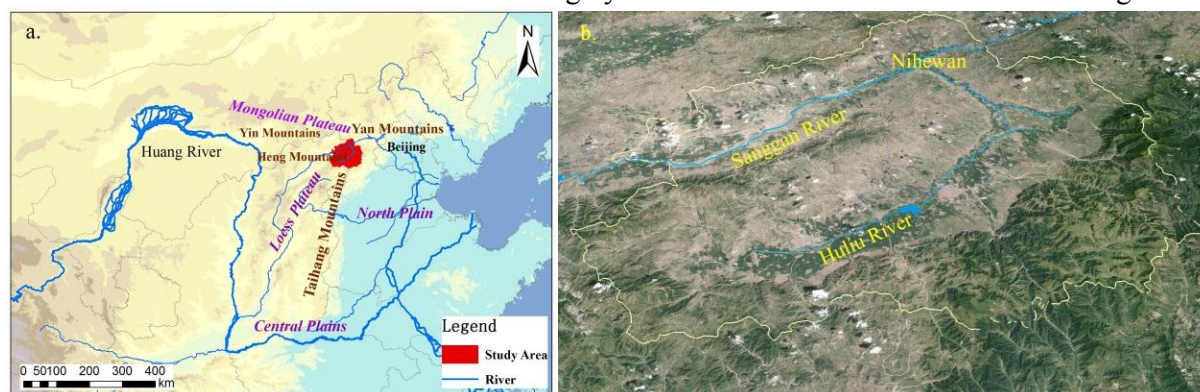 a.
N
Mongolian Plateau
Yin Mountains
Yan Mountains
Beijing
Huang River
Heng Mountains
Loess Plateau
North Plain
Taihang Mountains
Central Plains
Legend
Study Area
River
0 50100 200 300 400
km
b.
Nihewan
Sanggan River
Huliu River